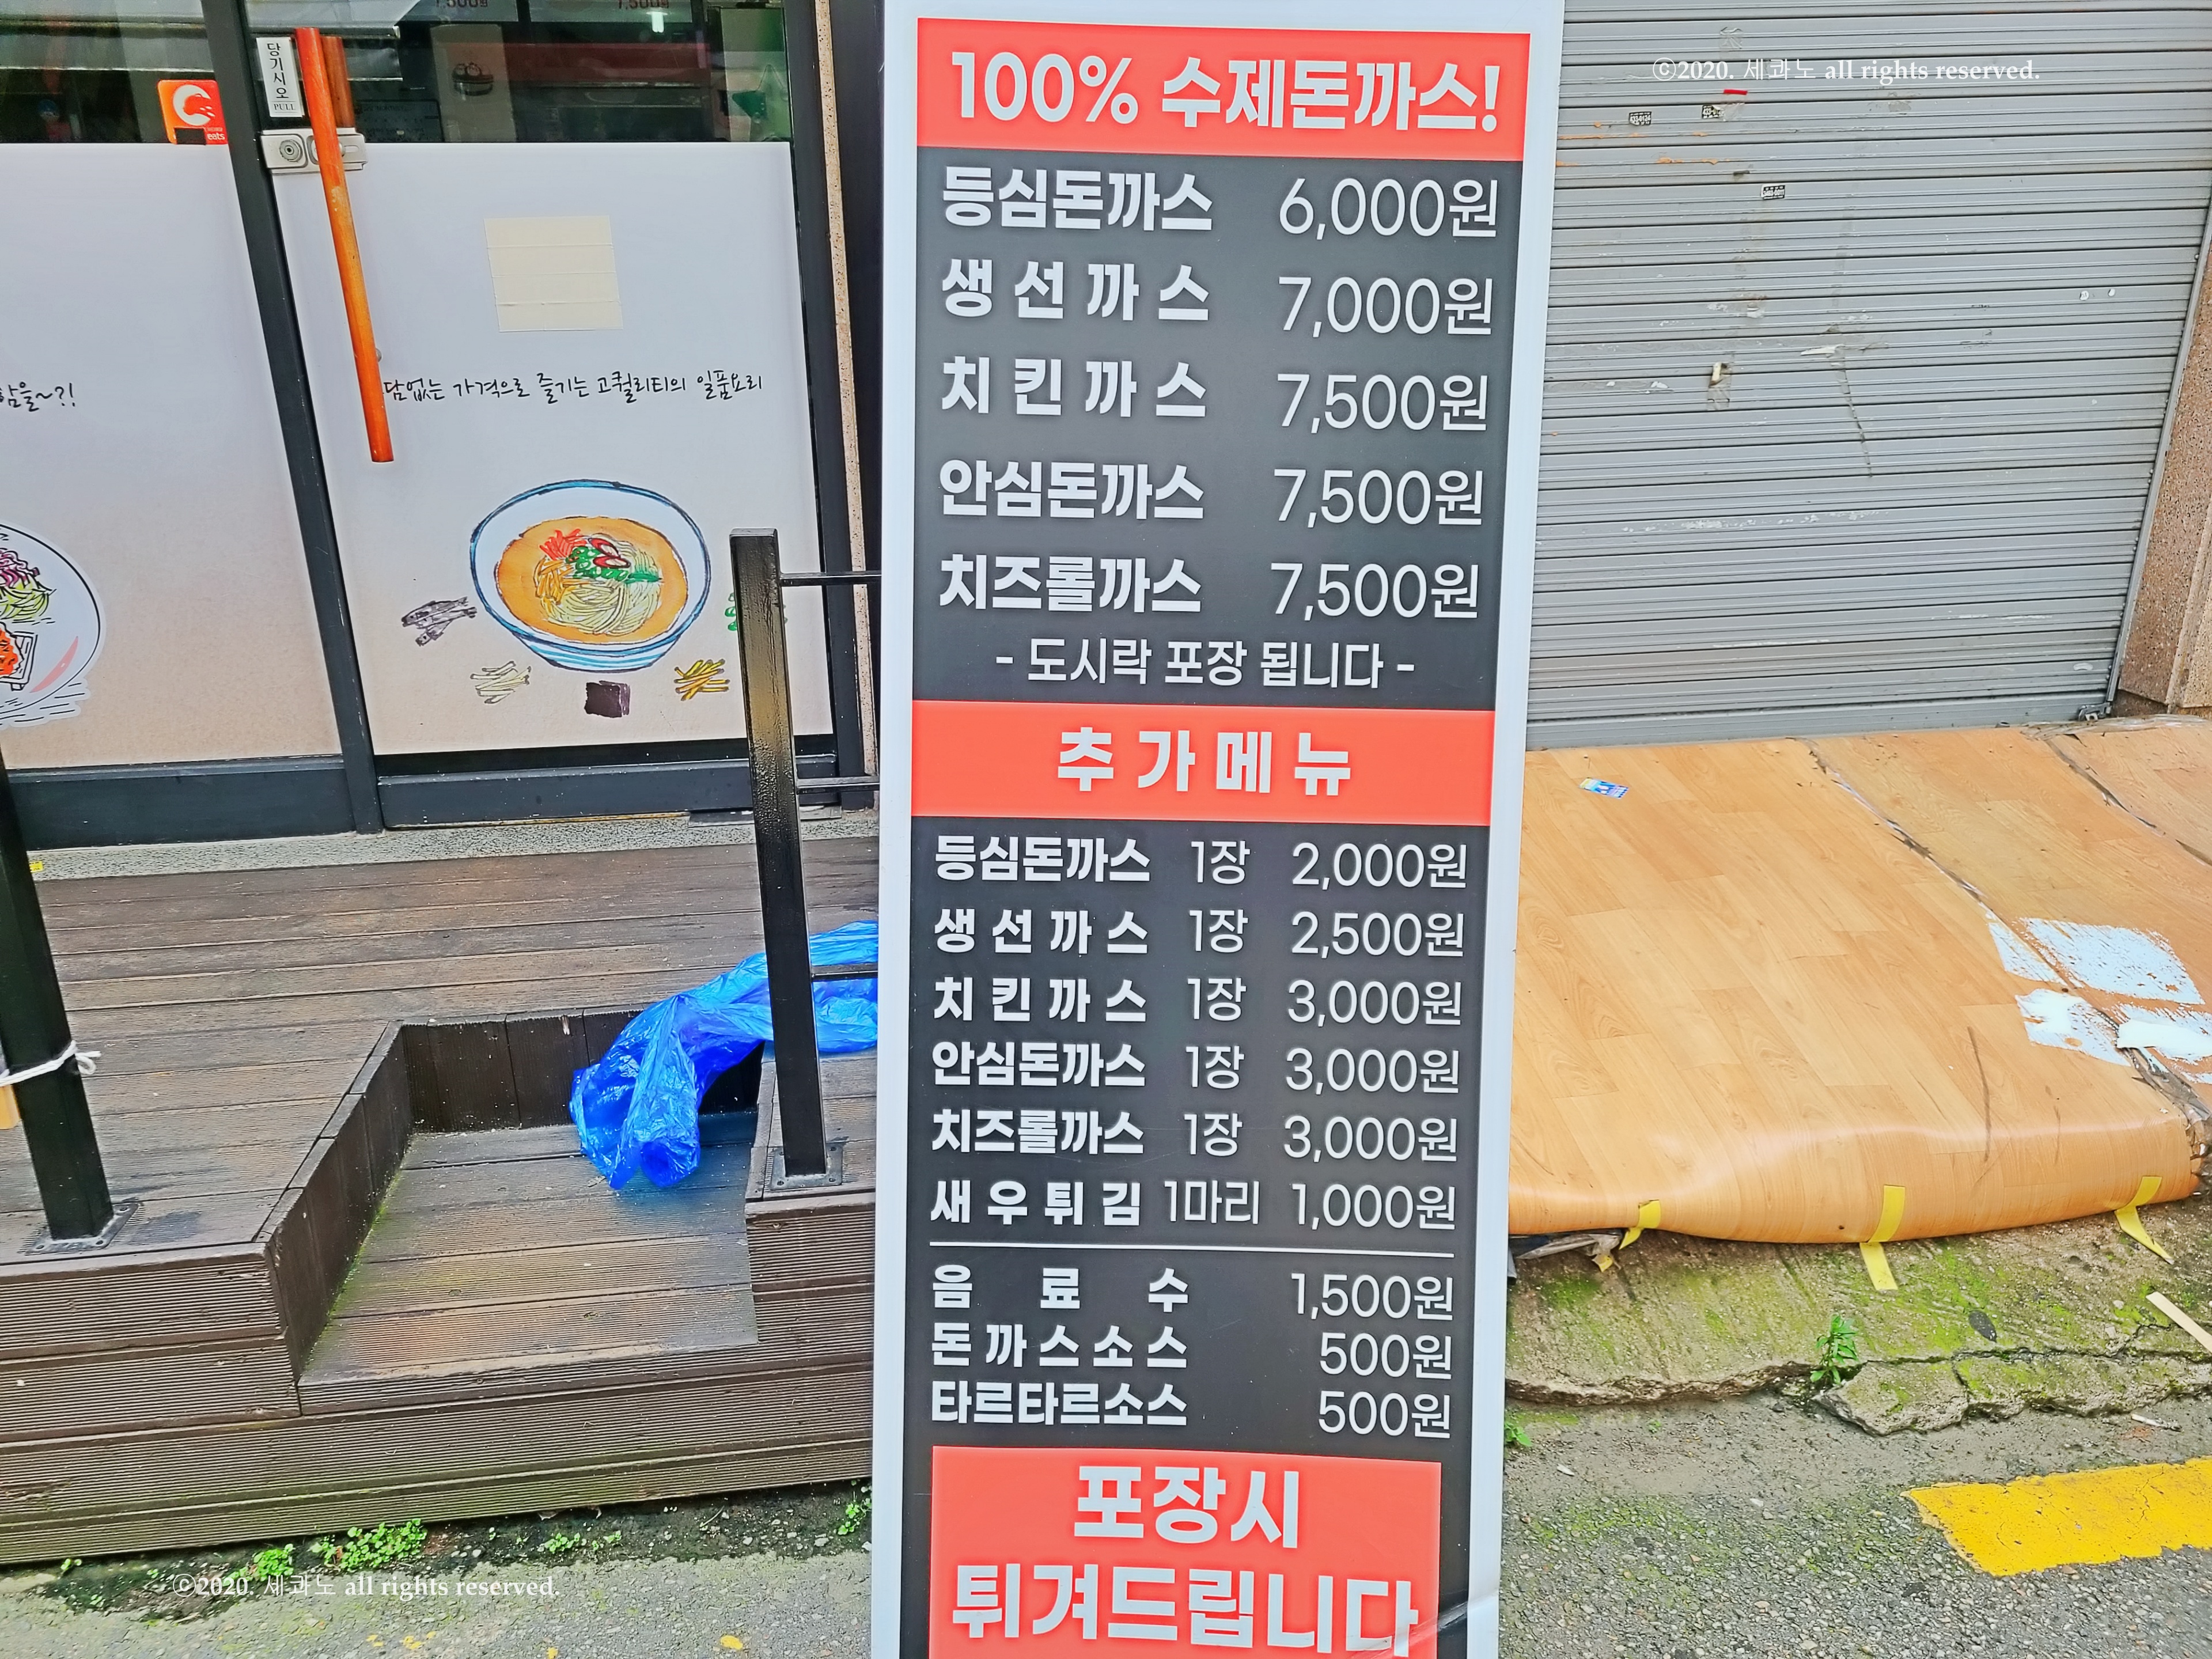 당기시오
PULL
eats
담없는 가격으로 즐기는 고퀄리티의 일품요리
100% 수제돈까스!
등심돈까스 6,000원
생선까스 7,000원
치킨까스 7,500원
안심돈까스 7,500원
치즈롤까스 7,500원
- 도시락 포장 됩니다 -
추가메뉴
등심돈까스 1장 2,000원
생선까스 1장 2,500원
치킨까스 1장 3,000원
안심돈까스 1장 3,000원
치즈롤까스 1장 3,000원
새우튀김 1마리 1,000원
음료수 1,500원
돈까스소스 500원
타르타르소스 500원
포장시
튀겨드립니다
©2020. 세콰노 all rights reserved.
©2020. 세콰노 all rights reserved.